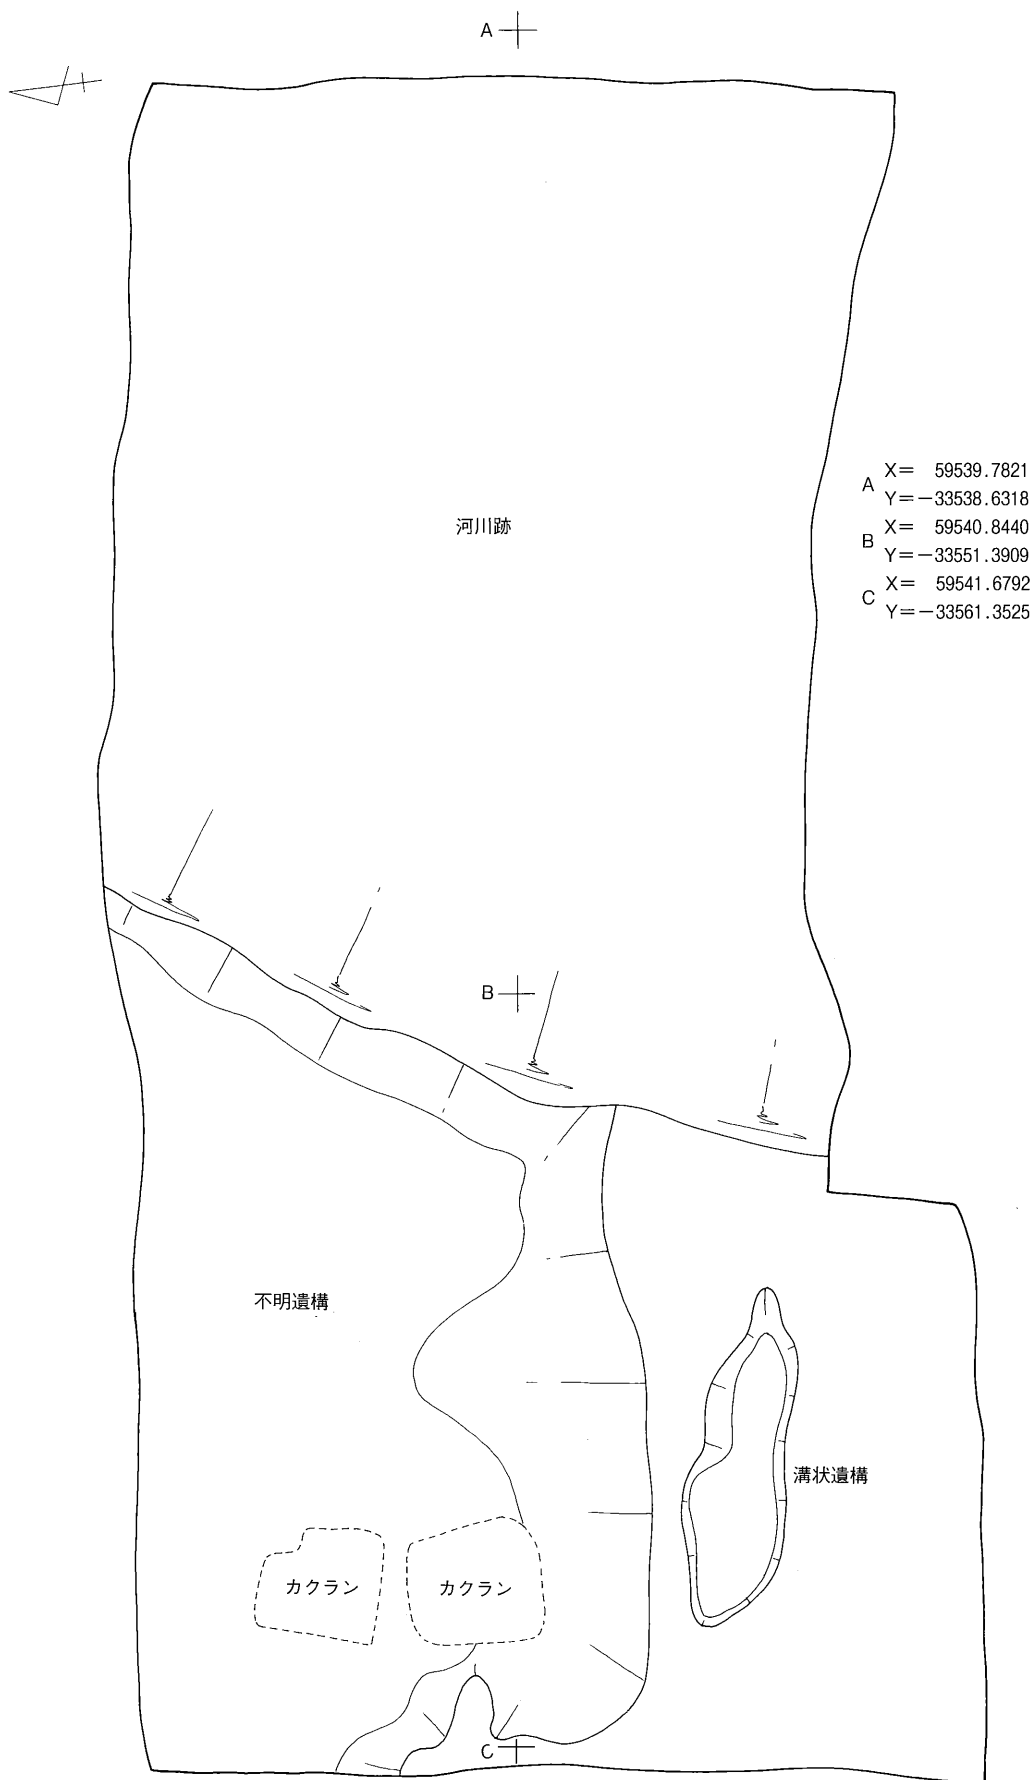 A
河川跡
A X= 59539.7821
Y=-33538.6318
B X= 59540.8440
Y=-33551.3909
C X= 59541.6792
Y=-33561.3525
B
不明遺構
溝状遺構
カクラン
カクラン
C